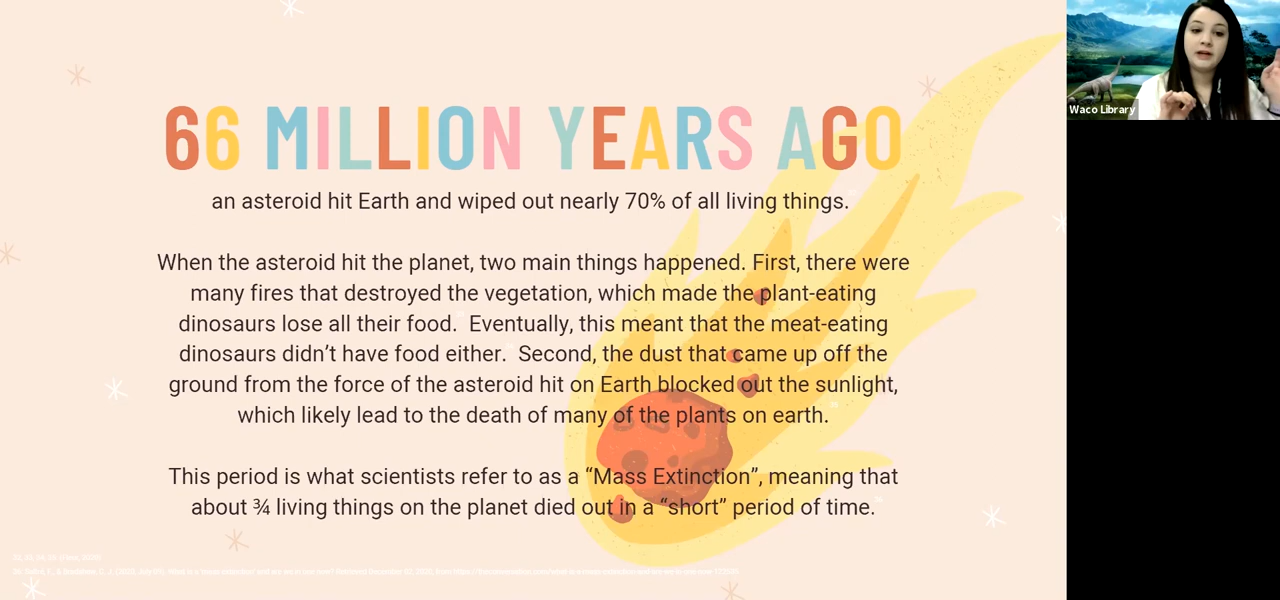 66 MILLION YEARS AGO
an asteroid hit Earth and wiped out nearly 70% of all living things.
When the asteroid hit the planet, two main things happened. First, there were
many fires that destroyed the vegetation, which made the plant-eating
dinosaurs lose all their food. Eventually, this meant that the meat-eating
dinosaurs didn’t have food either. Second, the dust that came up off the
ground from the force of the asteroid hit on Earth blocked out the sunlight,
which likely lead to the death of many of the plants on earth.
This period is what scientists refer to as a “Mass Extinction”, meaning that
about ¾ living things on the planet died out in a “short” period of time.
Waco Library